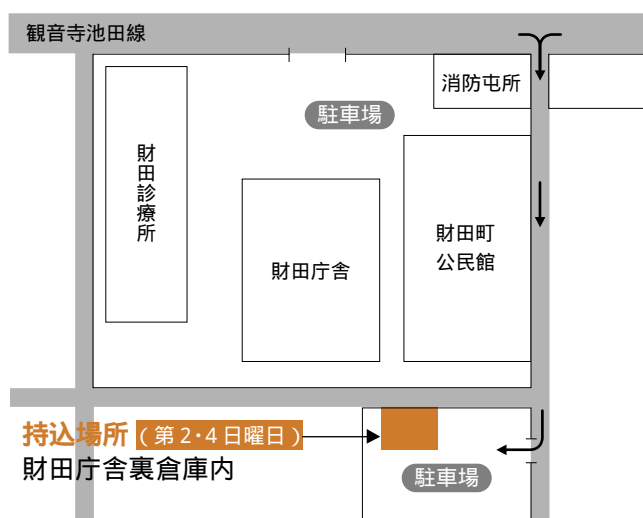 観音寺池田線
消防屯所
駐車場
財田診療所
財田町
公民館
財田庁舎
持込場所(第2・4日曜日)
財田庁舎裏倉庫内
駐車場